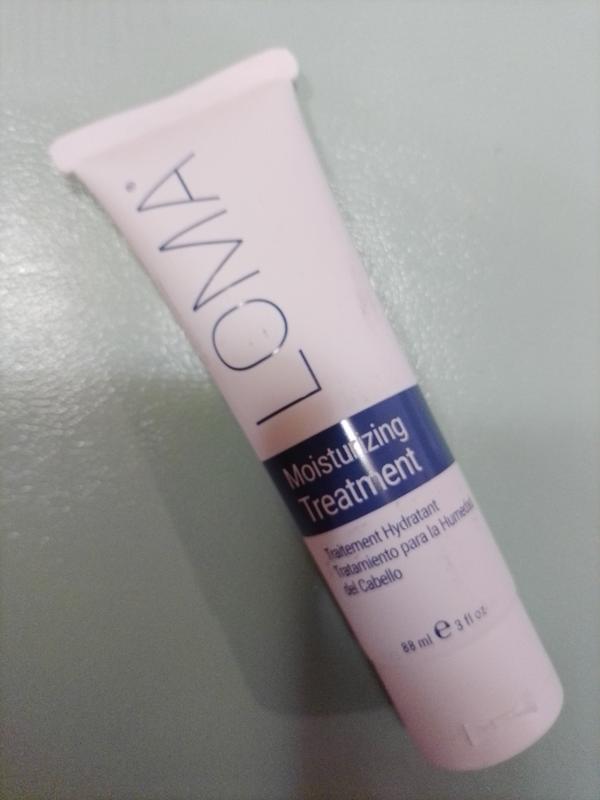 LOMA®
Moisturizing
Treatment
Traitement Hydratant
Tratamiento para la Humedad
del Cabello
88 ml e 3 fl oz